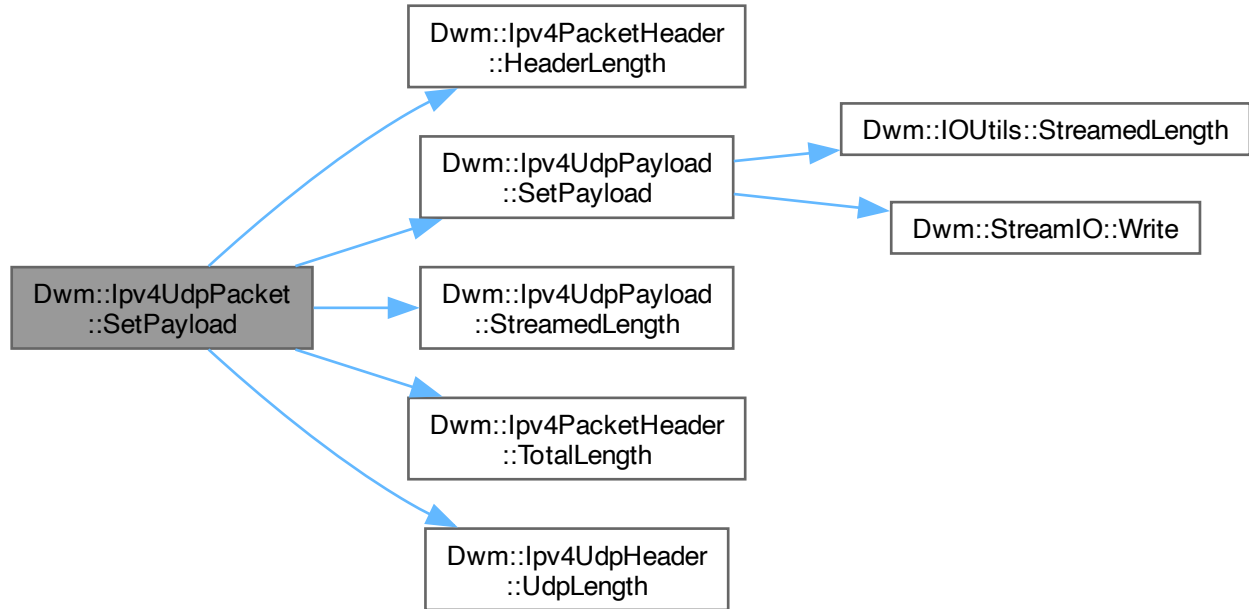 Dwm::Ipv4UdpPacket
::SetPayload
Dwm::Ipv4PacketHeader
::HeaderLength
Dwm::Ipv4UdpPayload
::SetPayload
Dwm::IOUtils::StreamedLength
Dwm::StreamIO::Write
Dwm::Ipv4UdpPayload
::StreamedLength
Dwm::Ipv4PacketHeader
::TotalLength
Dwm::Ipv4UdpHeader
::UdpLength